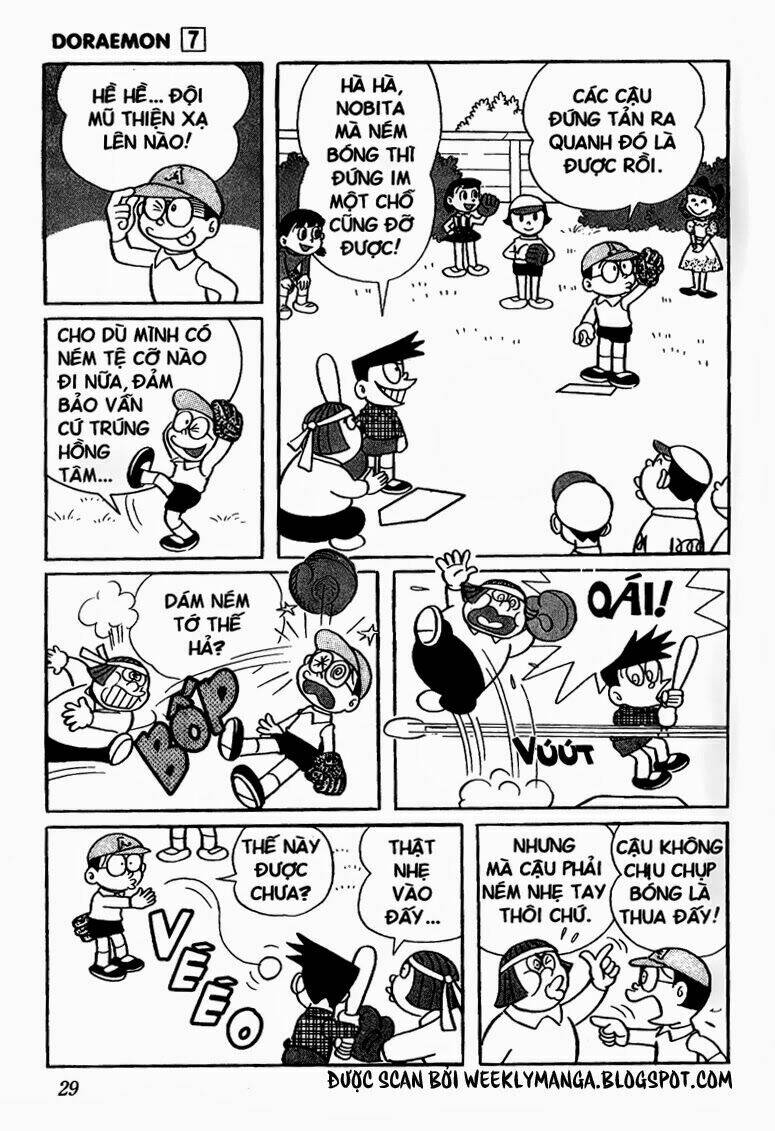 DORAEMON 7
CÁC CẬU
ĐỨNG TẢN RA
QUANH ĐÓ LÀ
ĐƯỢC RỒI.
HÀ HÀ,
NOBITA
MÀ NÉM
BÓNG THÌ
ĐỨNG IM
MỘT CHỖ
CŨNG ĐỠ
ĐƯỢC!
HỀ HỀ... ĐỘI
MŨ THIỆN XẠ
LÊN NÀO!
CHO DÙ MÌNH CÓ
NÉM TỆ CỠ NÀO
ĐI NỮA, ĐẢM
BẢO VẤN
CỨ TRÚNG
HỒNG
TÂM...
QÁI!
VÚÚT
DÁM NÉM
TỚ THẾ
HẢ?
BỐP
CẬU KHÔNG
CHỊU CHỤP
BÓNG LÀ
THUA ĐẤY!
NHƯNG
MÀ CẬU PHẢI
NÉM NHẸ TAY
THÔI CHỨ.
THẬT
NHẸ
VÀO
ĐẤY...
THẾ NÀY
ĐƯỢC
CHƯA?
VÉÉO
29
ĐƯỢC SCAN BỞI WEEKLYMANGA.BLOGSPOT.COM